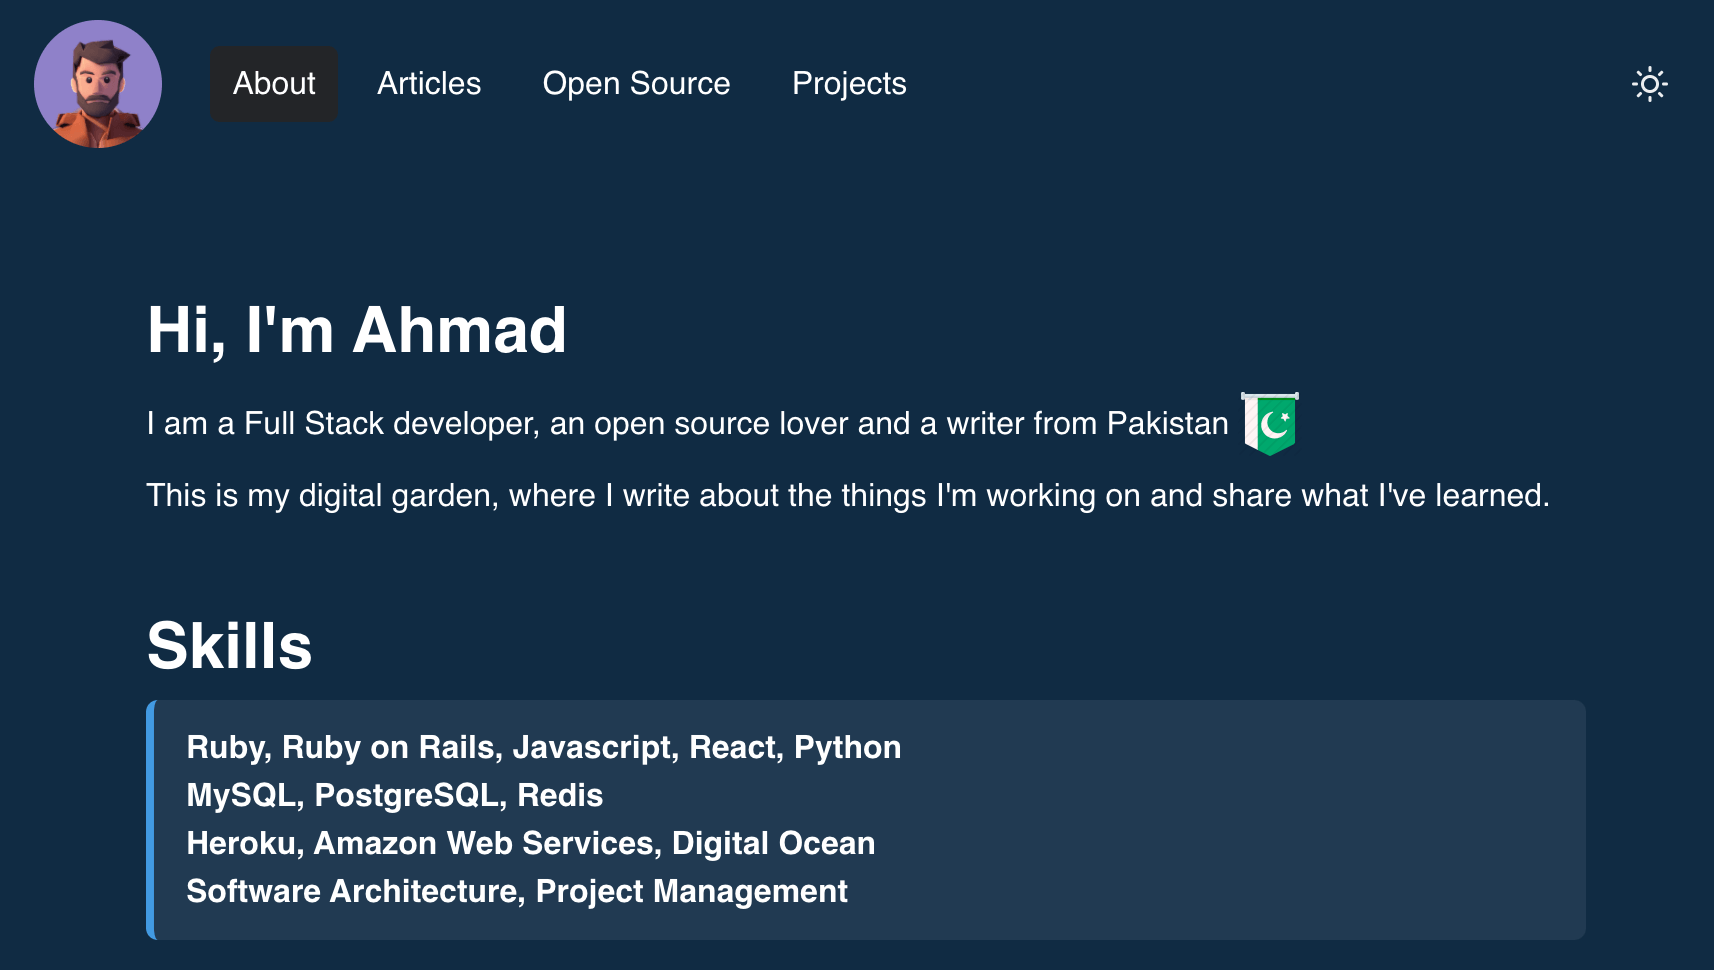 About
Articles
Open Source
Projects
Hi, I'm Ahmad
I am a Full Stack developer, an open source lover and a writer from Pakistan
This is my digital garden, where I write about the things I'm working on and share what I've learned.
Skills
Ruby, Ruby on Rails, Javascript, React, Python
MySQL, PostgreSQL, Redis
Heroku, Amazon Web Services, Digital Ocean
Software Architecture, Project Management